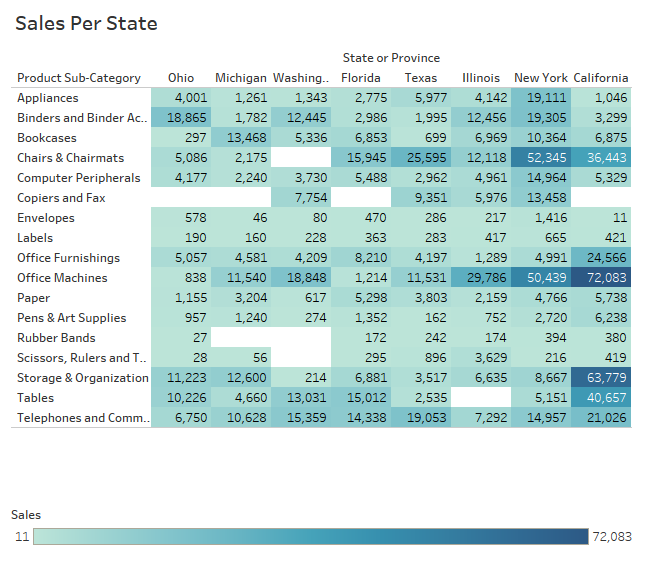 Sales Per State
State or Province
Product Sub-Category Ohio Michigan Washing.. Florida Texas Illinois New York California
Appliances 4,001 1,261 1,343 2,775 5,977 4,142 19,111 1,046
Binders and Binder Ac.. 18,865 1,782 12,445 2,986 1,995 12,456 19,305 3,299
Bookcases 297 13,468 5,336 6,853 699 6,969 10,364 6,875
Chairs & Chairmats 5,086 2,175 15,945 25,595 12,118 52,345 36,443
Computer Peripherals 4,177 2,240 3,730 5,488 2,962 4,961 14,964 5,329
Copiers and Fax 7,754 9,351 5,976 13,458
Envelopes 578 46 80 470 286 217 1,416 11
Labels 190 160 228 363 283 417 665 421
Office Furnishings 5,057 4,581 4,209 8,210 4,197 1,289 4,991 24,566
Office Machines 838 11,540 18,848 1,214 11,531 29,786 50,439 72,083
Paper 1,155 3,204 617 5,298 3,803 2,159 4,766 5,738
Pens & Art Supplies 957 1,240 274 1,352 162 752 2,720 6,238
Rubber Bands 27 172 242 174 394 380
Scissors, Rulers and T.. 28 56 295 896 3,629 216 419
Storage & Organization 11,223 12,600 214 6,881 3,517 6,635 8,667 63,779
Tables 10,226 4,660 13,031 15,012 2,535 5,151 40,657
Telephones and Comm.. 6,750 10,628 15,359 14,338 19,053 7,292 14,957 21,026
Sales
11 72,083